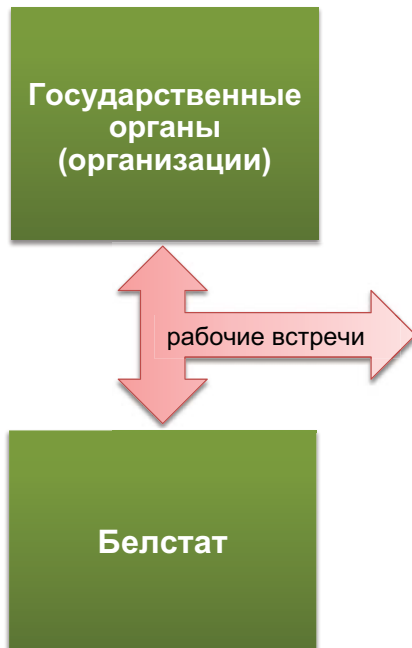 Государственные
органы
(организации)
рабочие встречи
Белстат